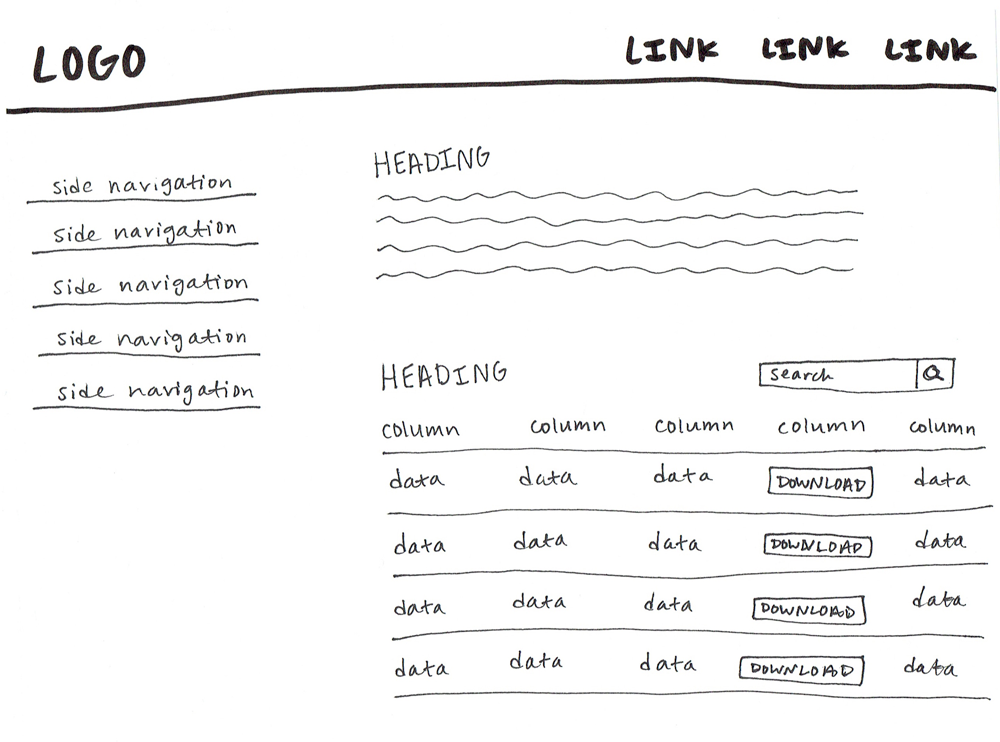 LOGO LINK LINK LINK
side navigation
side navigation
side navigation
side navigation
side navigation
HEADING
HEADING search
column column column column column
data data data DOWNLOAD data
data data data DOWNLOAD data
data data data DOWNLOAD data
data data data DOWNLOAD data